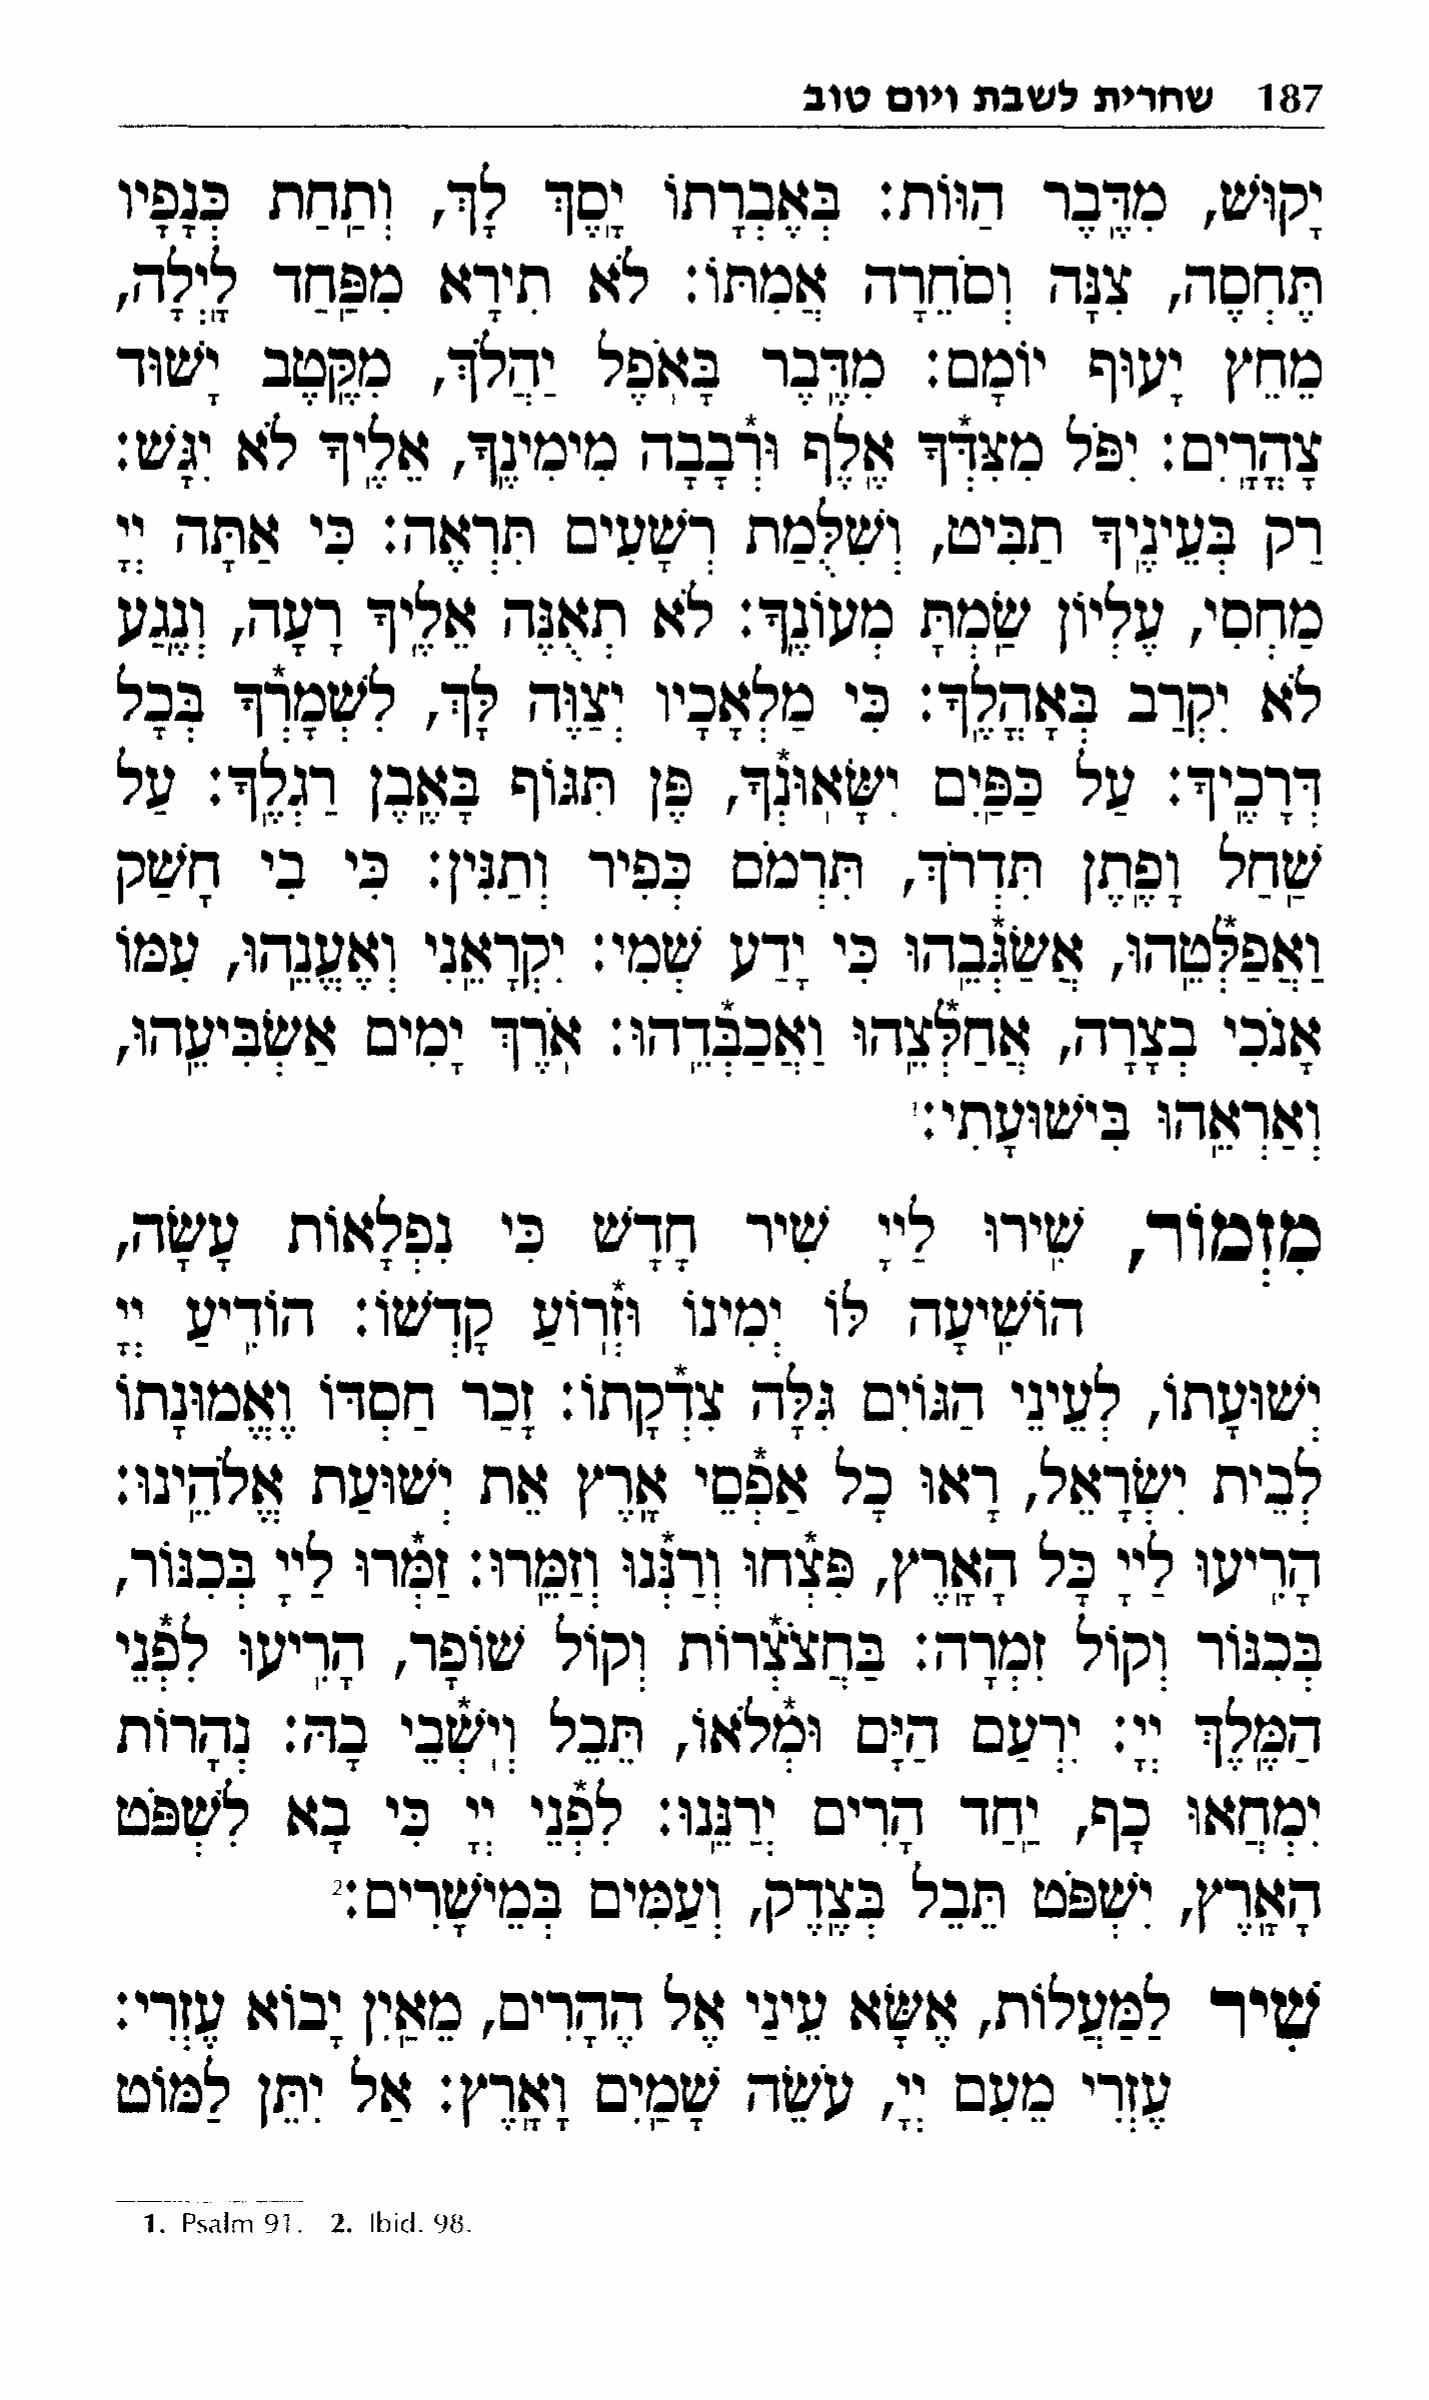 187 שחרית לשבת ויום טוב
יָקוּשׁ, מִדֶּבֶר הַוּוֹת: בְּאֶבְרָתוֹ יָסֶךְ לָךְ, וְתַחַת כְּנָפָיו
תֶּחְסֶה, צִנָּה וְסֹחֵרָה אֲמִתּוֹ: לֹא תִירָא מִפַּחַד לָיְלָה,
מֵחֵץ יָעוּף יוֹמָם: מִדֶּבֶר בָּאֹפֶל יַהֲלֹךְ, מִקֶּטֶב יָשׁוּד
צָהֳרָיִם: יִפֹּל מִצִּדְּ֯ךָ אֶלֶף וּרְ֯בָבָה מִימִינֶךָ, אֵלֶיךָ לֹא יִגָּשׁ:
רַק בְּעֵינֶיךָ תַבִּיט, וְשִׁלֻּמַת רְשָׁעִים תִּרְאֶה: כִּי אַתָּה יְיָ
מַחְסִי, עֶלְיוֹן שַׂמְתָּ מְעוֹנֶךָ: לֹא תְאֻנֶּה אֵלֶיךָ רָעָה, וְנֶגַע
לֹא יִקְרַב בְּאָהֳלֶךָ: כִּי מַלְאָכָיו יְצַוֶּה לָּךְ, לִשְׁמָרְ֯ךָ בְּכָל
דְּרָכֶיךָ: עַל כַּפַּיִם יִשָּׂאוּנְ֯ךָ, פֶּן תִּגּוֹף בָּאֶבֶן רַגְלֶךָ: עַל
שַׁחַל וָפֶתֶן תִּדְרֹךְ, תִּרְמֹס כְּפִיר וְתַנִּין: כִּי בִי חָשַׁק
וַאֲפַלְּ֯טֵהוּ, אֲשַׂגְּ֯בֵהוּ כִּי יָדַע שְׁמִי: יִקְרָאֵנִי וְאֶעֱנֵהוּ, עִמּוֹ
אָנֹכִי בְצָרָה, אֲחַלְּ֯צֵהוּ וַאֲכַבְּ֯דֵהוּ: אֹרֶךְ יָמִים אַשְׂבִּיעֵהוּ,
וְאַרְאֵהוּ בִּישׁוּעָתִי:1
מִזְמוֹר, שִׁירוּ לַייָ שִׁיר חָדָשׁ כִּי נִפְלָאוֹת עָשָׂה,
הוֹשִׁיעָה לּוֹ יְמִינוֹ וּזְ֯רוֹעַ קָדְשׁוֹ: הוֹדִיעַ יְיָ
יְשׁוּעָתוֹ, לְעֵינֵי הַגּוֹיִם גִּלָּה צִדְ֯קָתוֹ: זָכַר חַסְדּוֹ וֶאֱמוּנָתוֹ
לְבֵית יִשְׂרָאֵל, רָאוּ כָל אַפְ֯סֵי אָרֶץ אֵת יְשׁוּעַת אֱלֹהֵינוּ:
הָרִיעוּ לַייָ כָּל הָאָרֶץ, פִּצְ֯חוּ וְרַנְּ֯נוּ וְזַמֵּרוּ: זַמְּ֯רוּ לַייָ בְּכִנּוֹר,
בְּכִנּוֹר וְקוֹל זִמְרָה: בַּחֲצֹצְ֯רוֹת וְקוֹל שׁוֹפָר, הָרִיעוּ לִפְ֯נֵי
הַמֶּלֶךְ יְיָ: יִרְעַם הַיָּם וּמְ֯לֹאוֹ, תֵּבֵל וְיֹשְׁ֯בֵי בָהּ: נְהָרוֹת
יִמְחֲאוּ כָף, יַחַד הָרִים יְרַנֵּנוּ: לִפְ֯נֵי יְיָ כִּי בָא לִשְׁפֹּט
הָאָרֶץ, יִשְׁפֹּט תֵּבֵל בְּצֶדֶק, וְעַמִּים בְּמֵישָׁרִים:2
שִׁיר לַמַּעֲלוֹת, אֶשָּׂא עֵינַי אֶל הֶהָרִים, מֵאַיִן יָבוֹא עֶזְרִי:
עֶזְרִי מֵעִם יְיָ, עֹשֵׂה שָׁמַיִם וָאָרֶץ: אַל יִתֵּן לַמּוֹט
1. Psalm 91. 2. Ibid. 98.